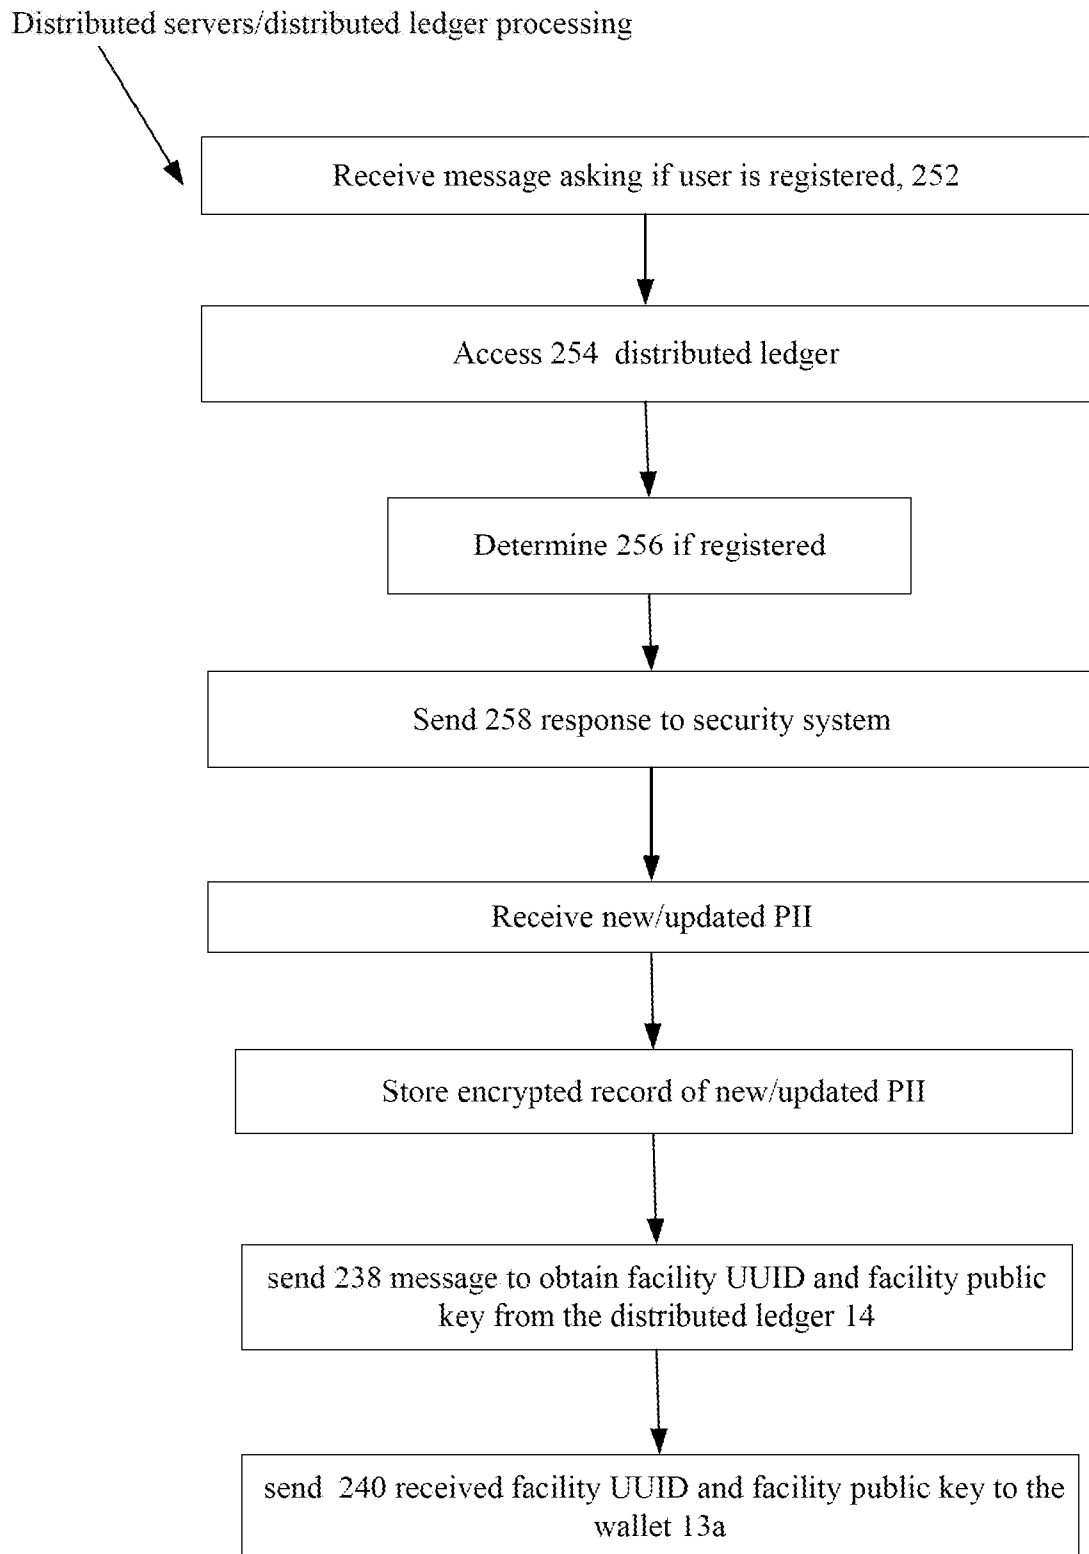 Distributed servers/distributed ledger processing
Receive message asking if user is registered, 252
Access 254 distributed ledger
Determine 256 if registered
Send 258 response to security system
Receive new/updated PII
Store encrypted record of new/updated PII
send 238 message to obtain facility UUID and facility public
key from the distributed ledger 14
send 240 received facility UUID and facility public key to the
wallet 13a